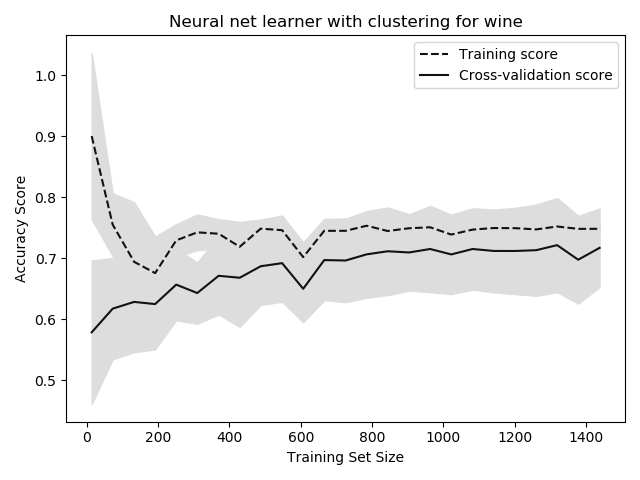 Neural net learner with clustering for wine
Training score
Cross-validation score
1.0
0.9
0.8
0.7
0.6
0.5
Accuracy Score
0 200 400 600 800 1000 1200 1400
Training Set Size